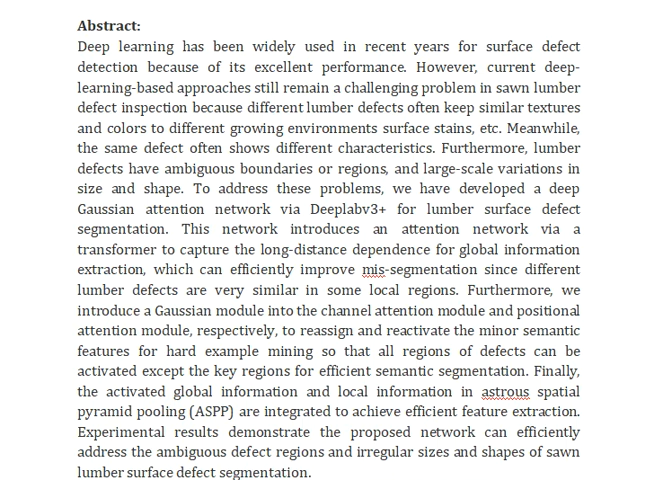 Abstract:
Deep learning has been widely used in recent years for surface defect
detection because of its excellent performance. However, current deep-
learning-based approaches still remain a challenging problem in sawn lumber
defect inspection because different lumber defects often keep similar textures
and colors to different growing environments surface stains, etc. Meanwhile,
the same defect often shows different characteristics. Furthermore, lumber
defects have ambiguous boundaries or regions, and large-scale variations in
size and shape. To address these problems, we have developed a deep
Gaussian attention network via Deeplabv3+ for lumber surface defect
segmentation. This network introduces an attention network via a
transformer to capture the long-distance dependence for global information
extraction, which can efficiently improve mis-segmentation since different
lumber defects are very similar in some local regions. Furthermore, we
introduce a Gaussian module into the channel attention module and positional
attention module, respectively, to reassign and reactivate the minor semantic
features for hard example mining so that all regions of defects can be
activated except the key regions for efficient semantic segmentation. Finally,
the activated global information and local information in astrous spatial
pyramid pooling (ASPP) are integrated to achieve efficient feature extraction.
Experimental results demonstrate the proposed network can efficiently
address the ambiguous defect regions and irregular sizes and shapes of sawn
lumber surface defect segmentation.